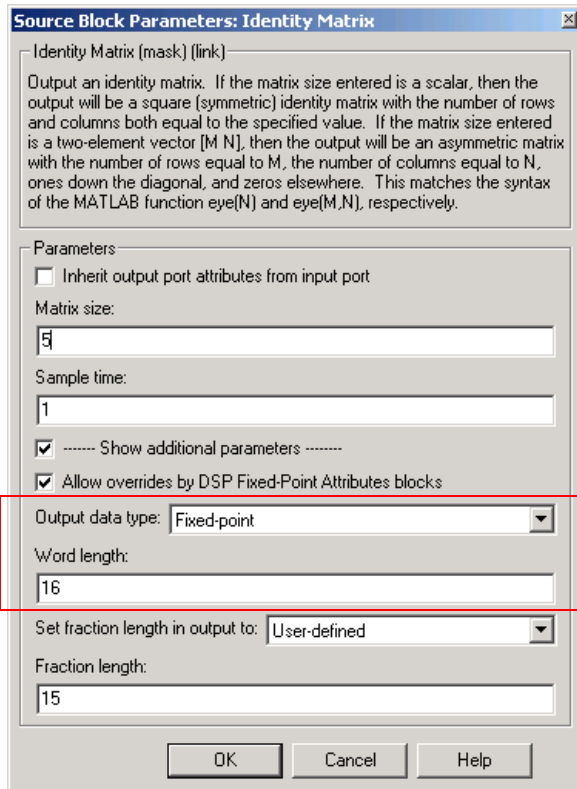 Source Block Parameters: Identity Matrix
Identity Matrix (mask) (link)
Output an identity matrix. If the matrix size entered is a scalar, then the
output will be a square (symmetric) identity matrix with the number of rows
and columns both equal to the specified value. If the matrix size entered
is a two-element vector [M N], then the output will be an asymmetric matrix
with the number of rows equal to M, the number of columns equal to N,
ones down the diagonal, and zeros elsewhere. This matches the syntax
of the MATLAB function eye(N) and eye(M,N), respectively.
Parameters
Inherit output port attributes from input port
Matrix size:
5
Sample time:
1
------- Show additional parameters --------
Allow overrides by DSP Fixed-Point Attributes blocks
Output data type: Fixed-point
Word length:
16
Set fraction length in output to: User-defined
Fraction length:
15
OK Cancel Help